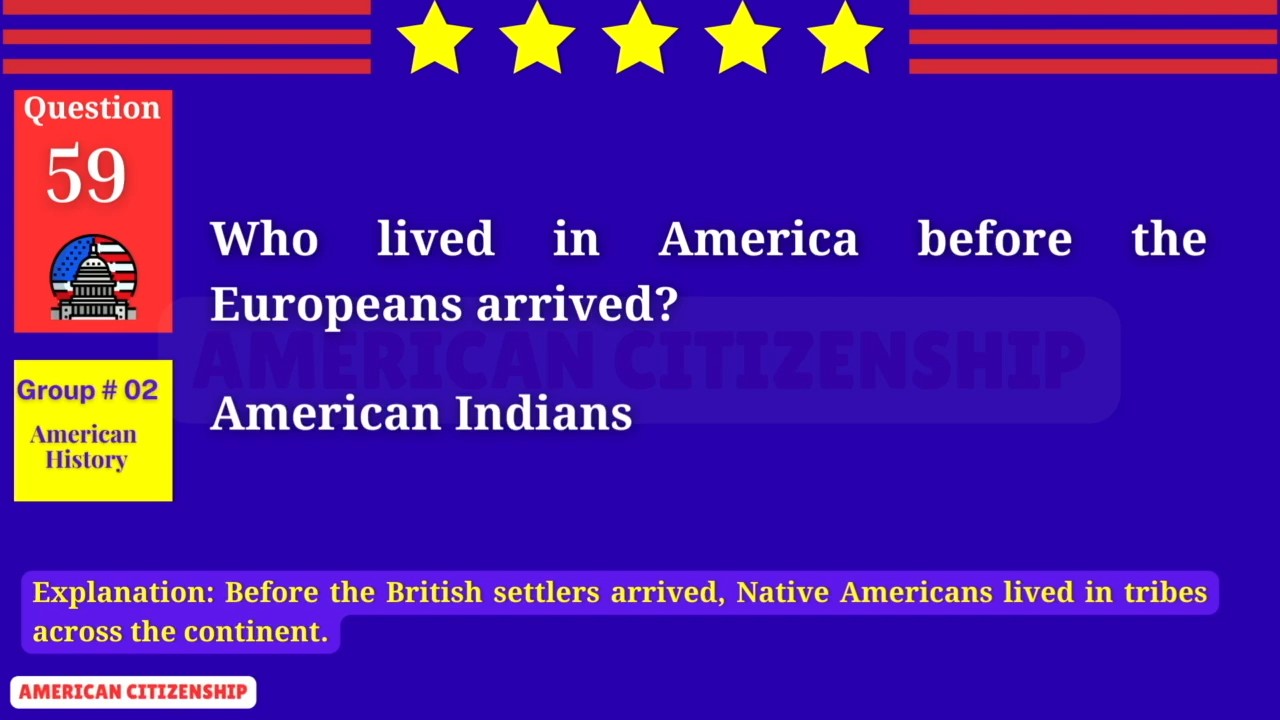 Question
59
Who lived in America before the
Europeans arrived?
AMERICAN CITIZENSHIP
American Indians
Group # 02
American
History
Explanation: Before the British settlers arrived, Native Americans lived in tribes
across the continent.
AMERICAN CITIZENSHIP